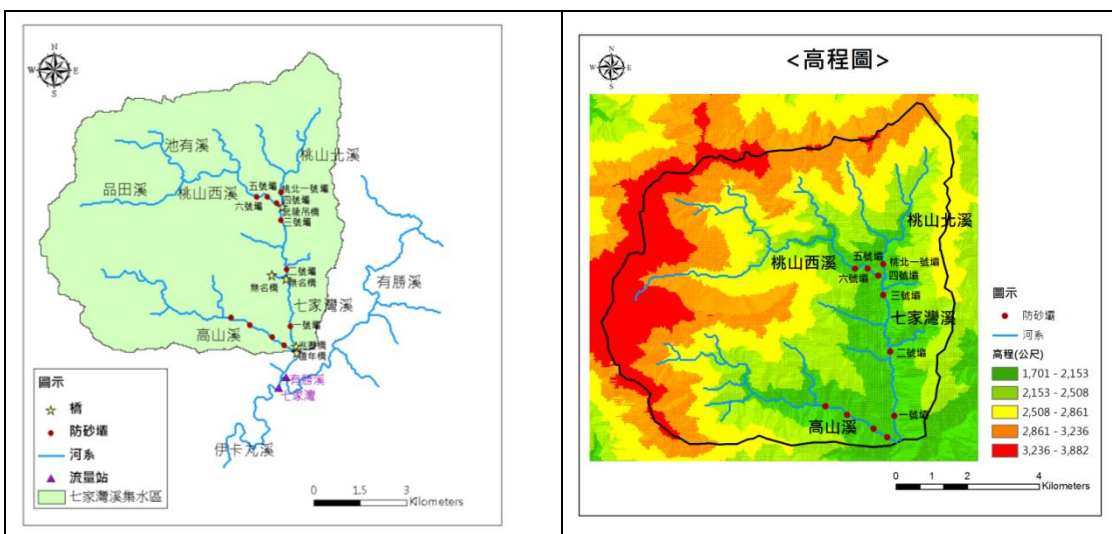 N
W E
S
池有溪
桃山北溪
品田溪
桃山西溪
五號壩
桃北一號壩
六號壩
四號壩
武陵吊橋
三號壩
二號壩
無名橋
無名橋
有勝溪
七家灣溪
一號壩
高山溪
億年橋
有勝溪
七家灣
伊卡丸溪
圖示
橋
防砂壩
河系
流量站
七家灣溪集水區
0 1.5 3
Kilometers
<高程圖>
N
W E
S
桃山北溪
桃山西溪
五號壩
桃北一號壩
六號壩
四號壩
三號壩
七家灣溪
二號壩
一號壩
高山溪
圖示
防砂壩
河系
高程(公尺)
1,701 - 2,153
2,153 - 2,508
2,508 - 2,861
2,861 - 3,236
3,236 - 3,882
0 1 2 4
Kilometers